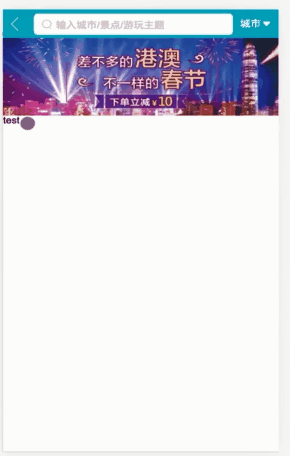 输入城市/景点/游玩主题
城市
差不多的港澳
不一样的春节
下单立减¥10
test